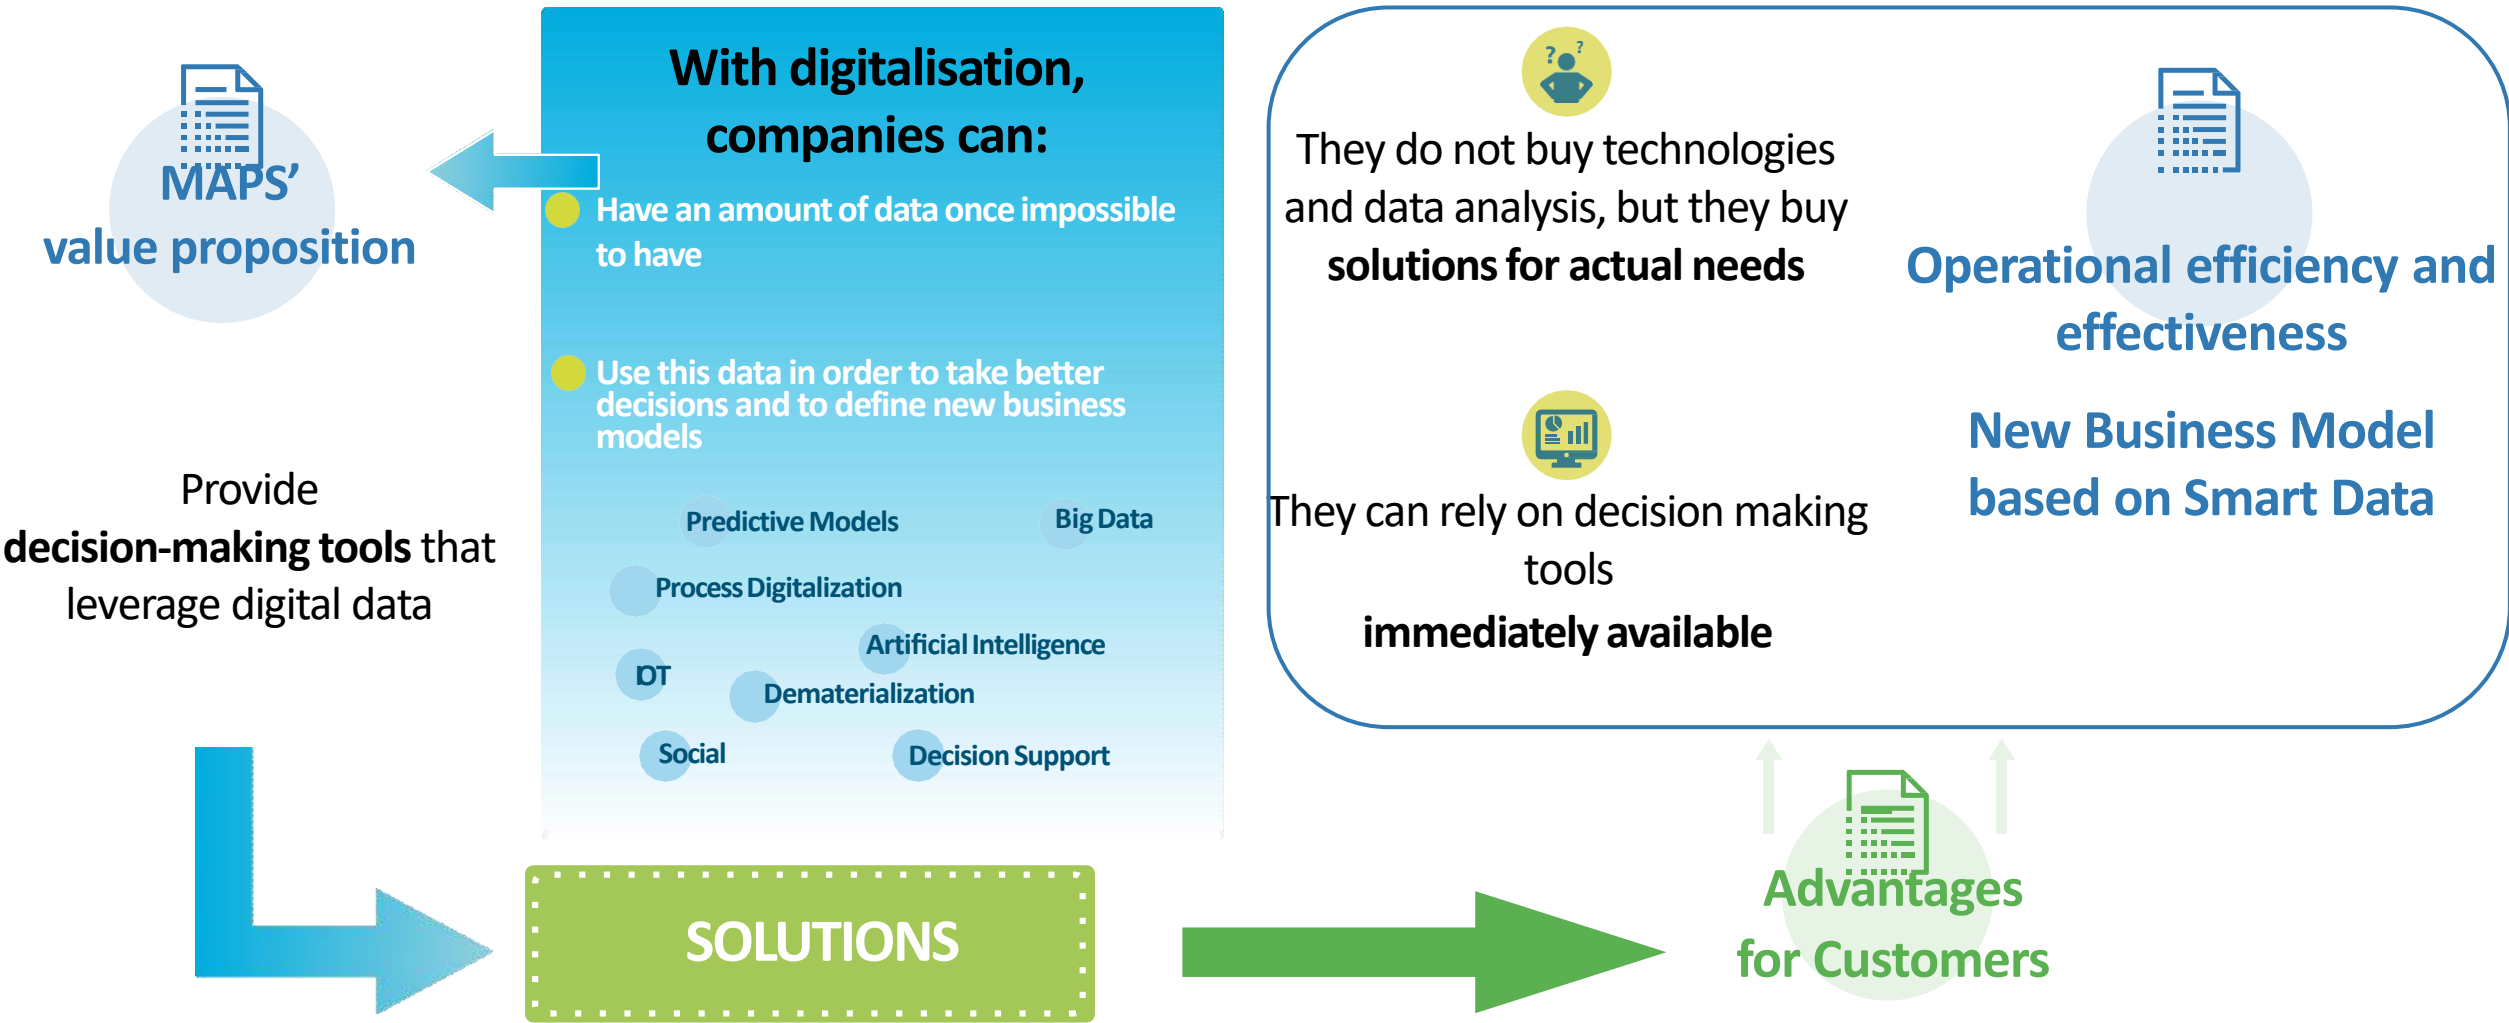 MAPS’
value proposition
Provide
decision-making tools that
leverage digital data
With digitalisation,
companies can:
Have an amount of data once impossible
to have
Use this data in order to take better
decisions and to define new business
models
Predictive Models
Big Data
Process Digitalization
Artificial Intelligence
IOT
Dematerialization
Social
Decision Support
SOLUTIONS
? ?
They do not buy technologies
and data analysis, but they buy
solutions for actual needs
They can rely on decision making
tools
immediately available
Operational efficiency and
effectiveness
New Business Model
based on Smart Data
Advantages
for Customers